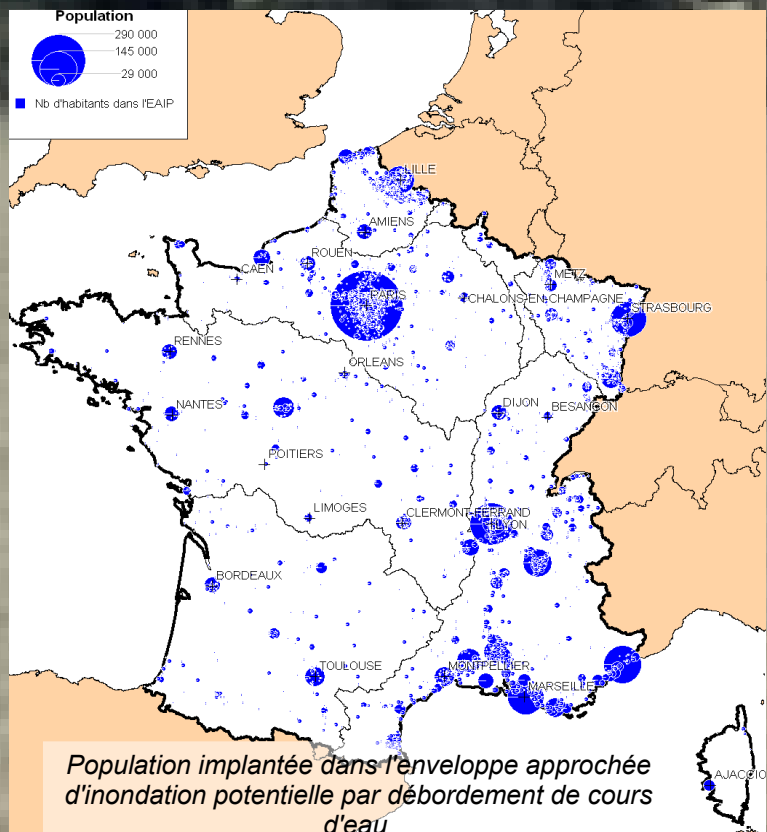 Population
290 000
145 000
29 000
Nb d'habitants dans l'EAIP
LILLE
AMIENS
ROUEN
CAEN
METZ
PARIS
CHALONS-EN-CHAMPAGNE
STRASBOURG
RENNES
ORLEANS
NANTES
DIJON
BESANCON
POITIERS
LIMOGES
CLERMONT-FERRAND
LYON
BORDEAUX
TOULOUSE
MONTPELLIER
MARSEILLE
AJACCIO
Population implantée dans l'enveloppe approchée
d'inondation potentielle par débordement de cours
d'eau